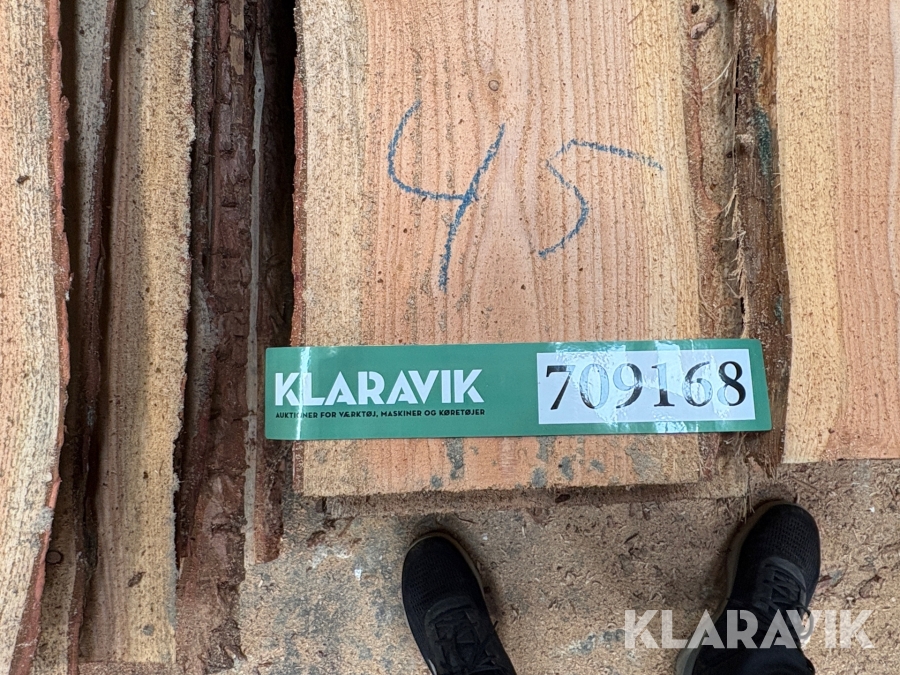 45
KLARAVIK
AUKTIONER FOR VÆRKTØJ, MASKINER OG KØRETØJER
709168
KLARAVIK